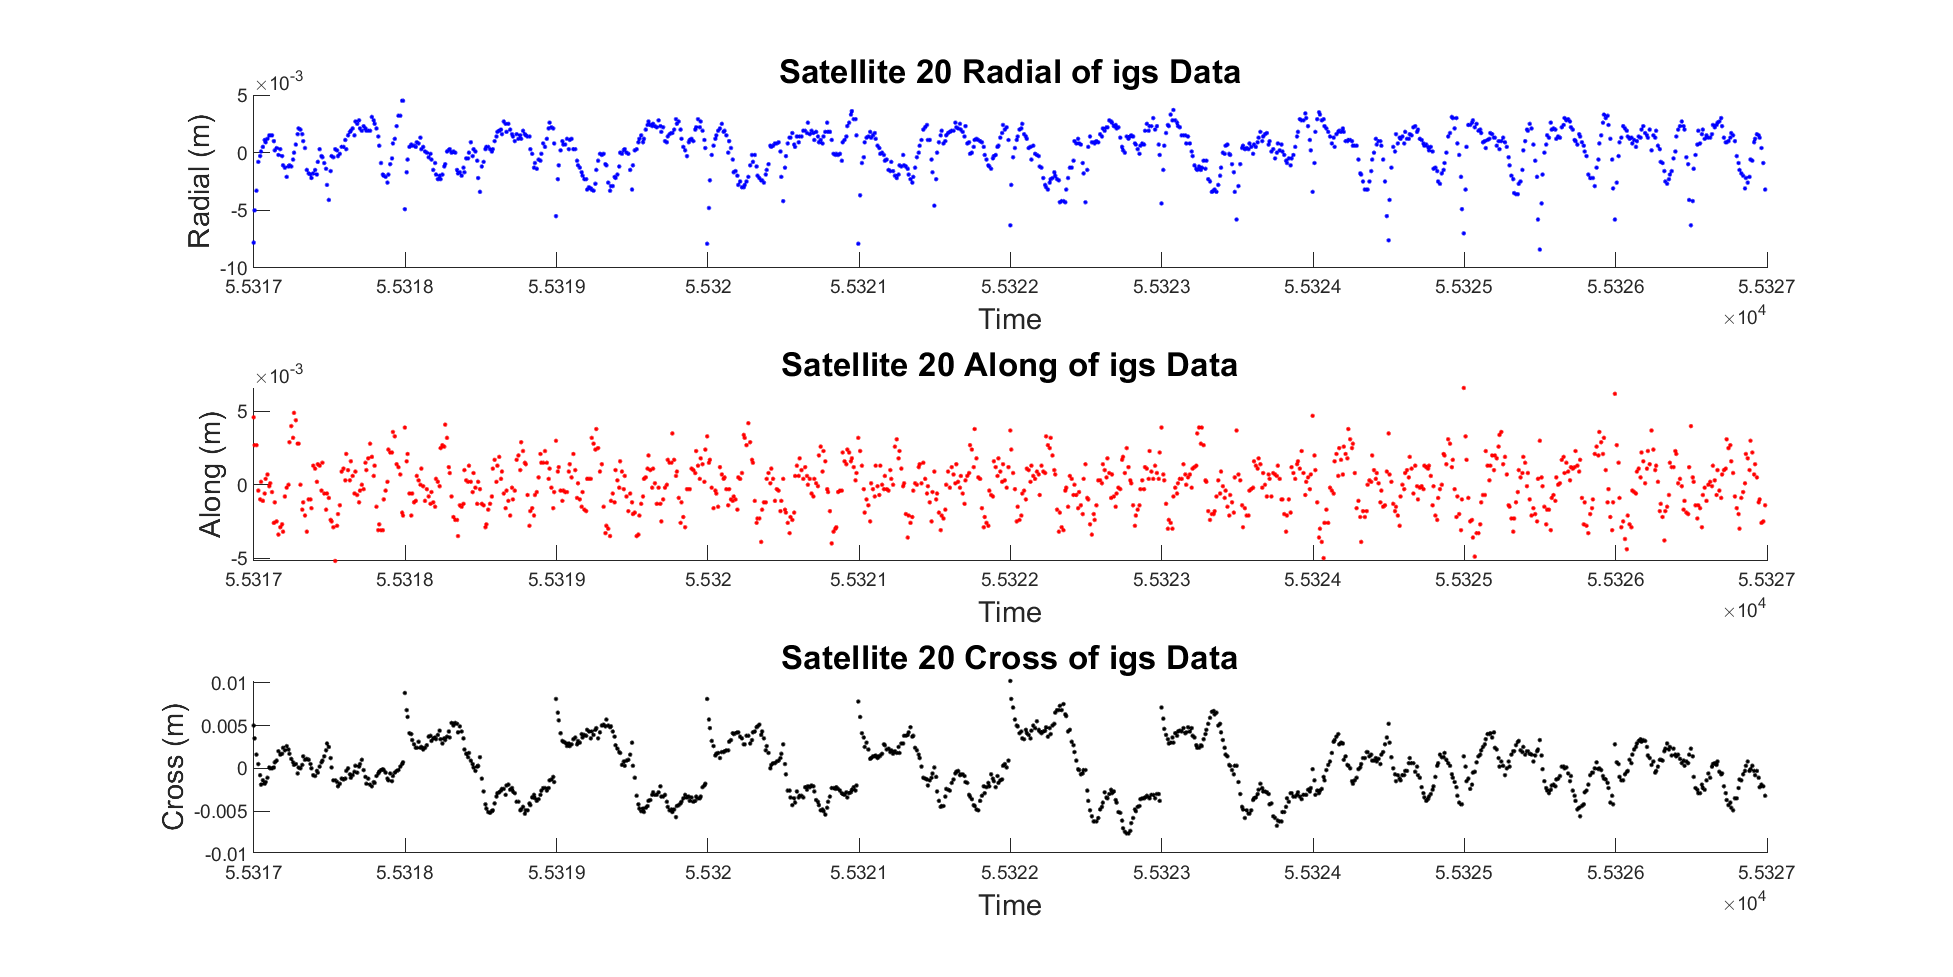 Satellite 20 Radial of igs Data
×10-3
5
0
-5
-10
Radial (m)
5.5317 5.5318 5.5319 5.532 5.5321 5.5322 5.5323 5.5324 5.5325 5.5326 5.5327
Time
×104
Satellite 20 Along of igs Data
×10-3
5
0
-5
Along (m)
5.5317 5.5318 5.5319 5.532 5.5321 5.5322 5.5323 5.5324 5.5325 5.5326 5.5327
Time
×104
Satellite 20 Cross of igs Data
0.01
0.005
0
-0.005
-0.01
Cross (m)
5.5317 5.5318 5.5319 5.532 5.5321 5.5322 5.5323 5.5324 5.5325 5.5326 5.5327
Time
×104